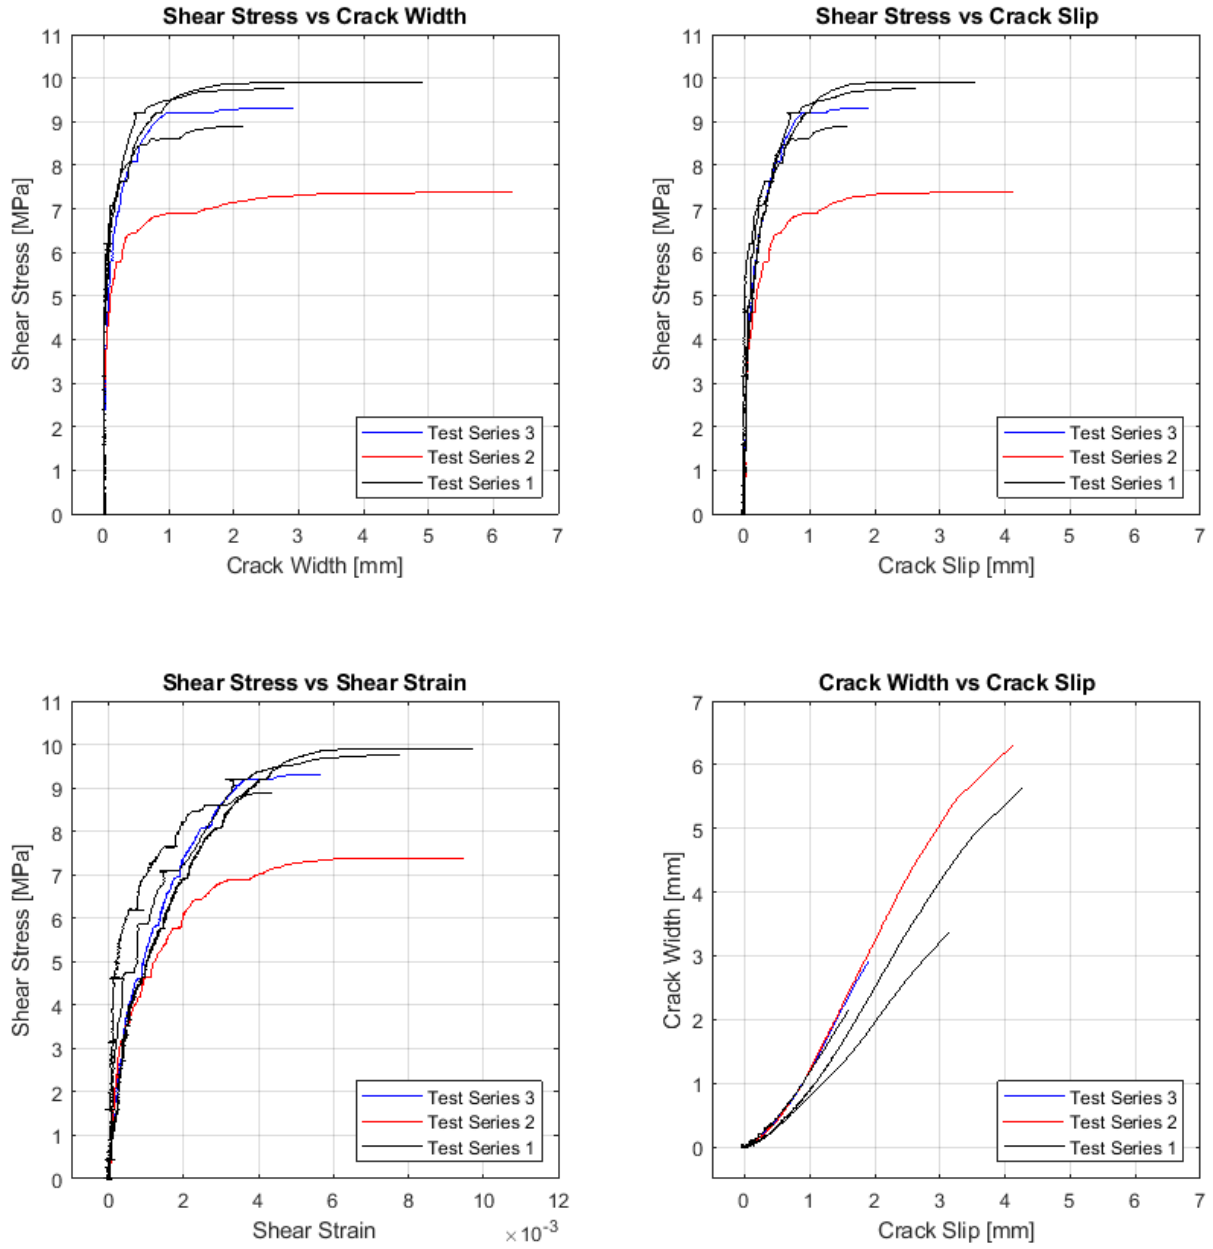 Shear Stress vs Crack Width
Shear Stress [MPa]
11
10
9
8
7
6
5
4
3
2
1
0
Test Series 3
Test Series 2
Test Series 1
0 1 2 3 4 5 6 7
Crack Width [mm]
Shear Stress vs Crack Slip
Shear Stress [MPa]
11
10
9
8
7
6
5
4
3
2
1
0
Test Series 3
Test Series 2
Test Series 1
0 1 2 3 4 5 6 7
Crack Slip [mm]
Shear Stress vs Shear Strain
Shear Stress [MPa]
11
10
9
8
7
6
5
4
3
2
1
0
Test Series 3
Test Series 2
Test Series 1
0 2 4 6 8 10 12
Shear Strain
× 10⁻³
Crack Width vs Crack Slip
Crack Width [mm]
7
6
5
4
3
2
1
0
Test Series 3
Test Series 2
Test Series 1
0 1 2 3 4 5 6 7
Crack Slip [mm]